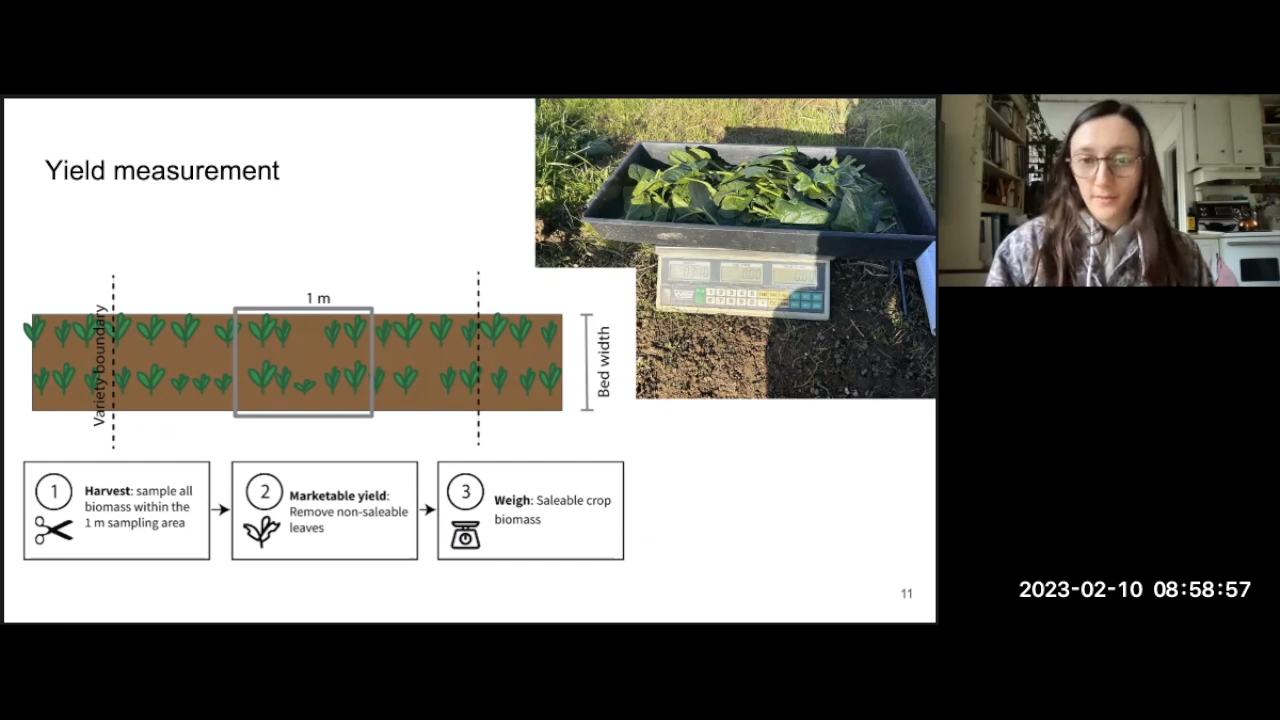 Yield measurement
1 m
Variety boundary
Bed width
1
Harvest: sample all
biomass within the
1 m sampling area
2
Marketable yield:
Remove non-saleable
leaves
3
Weigh: Saleable crop
biomass
11
2023-02-10 08:58:57